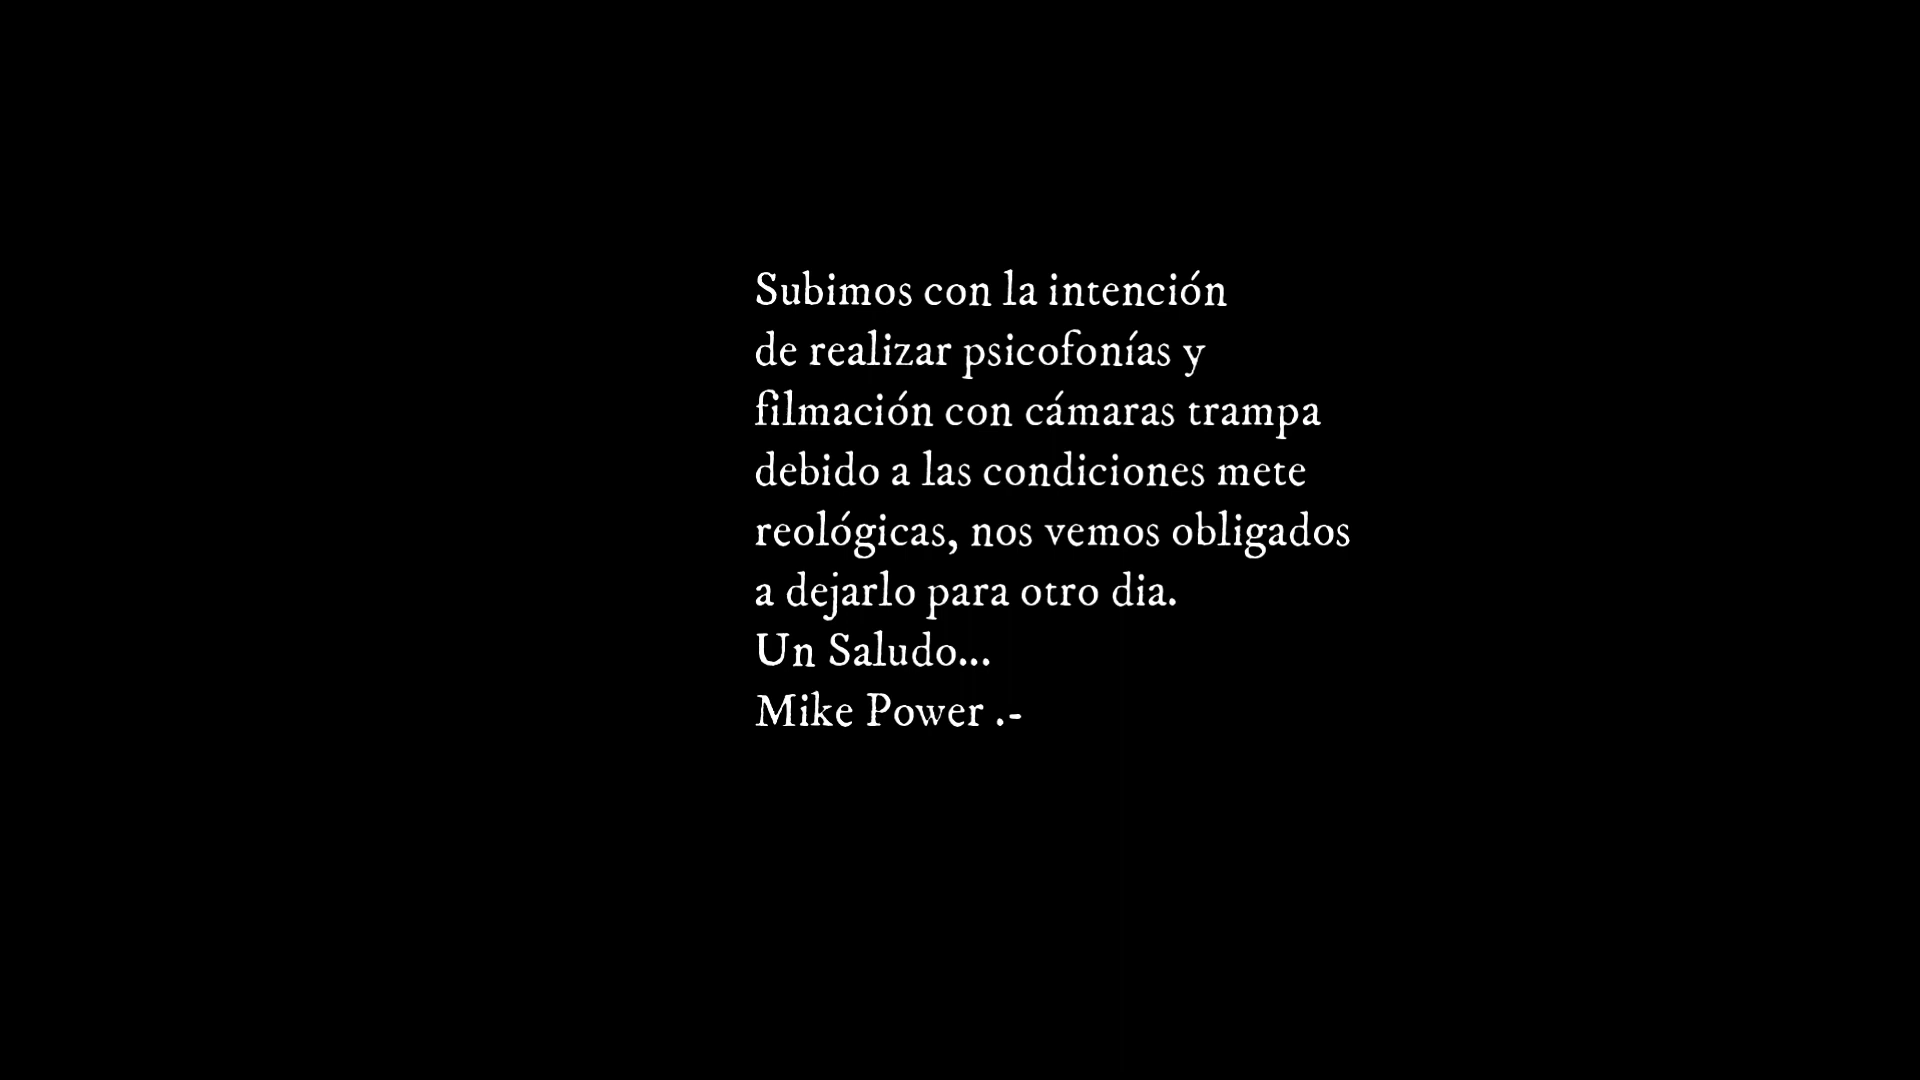 Subimos con la intención
de realizar psicofonías y
filmación con cámaras trampa
debido a las condiciones mete
reológicas, nos vemos obligados
a dejarlo para otro dia.
Un Saludo...
Mike Power .-